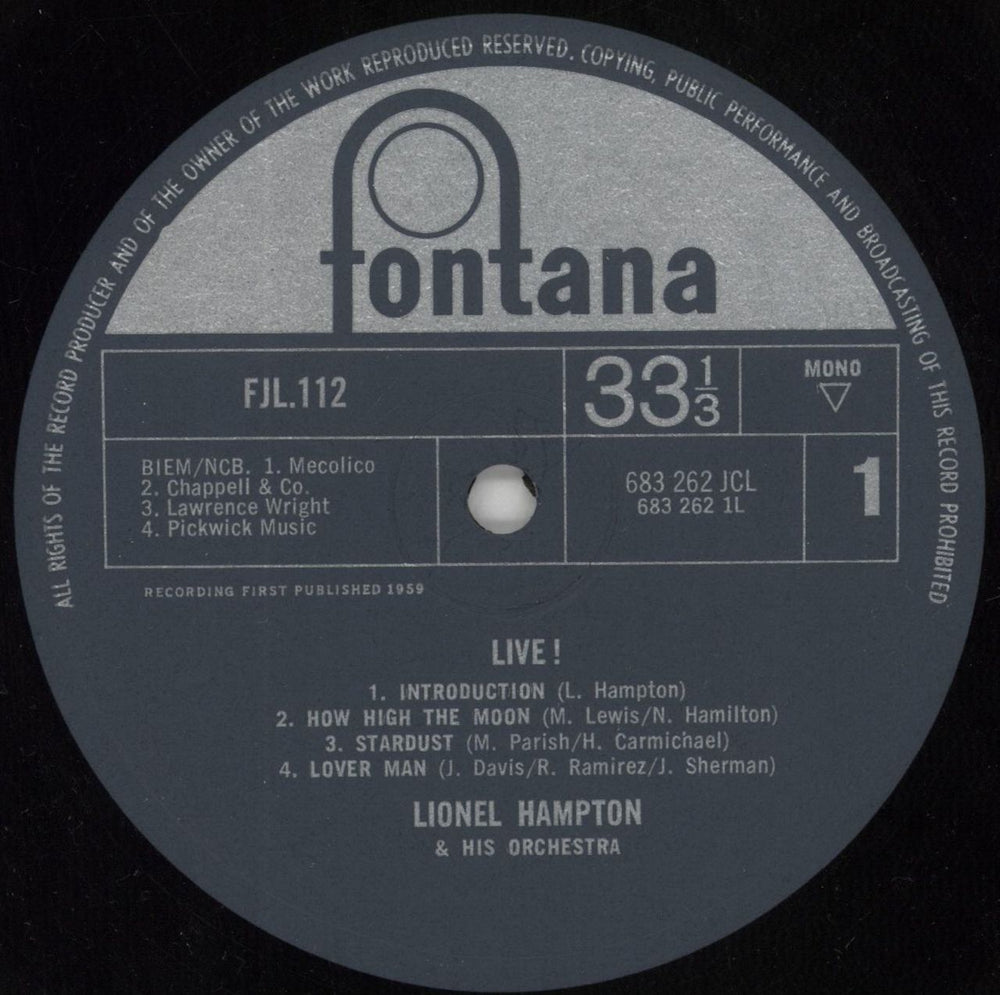 ALL RIGHTS OF THE RECORD PRODUCER AND OF THE OWNER OF THE WORK REPRODUCED RESERVED. COPYING, PUBLIC PERFORMANCE AND BROADCASTING OF THIS RECORD PROHIBITED
fontana
FJL.112
33 1/3
MONO
BIEM/NCB. 1. Mecolico
2. Chappell & Co.
3. Lawrence Wright
4. Pickwick Music
683 262 JCL
683 262 1L
1
RECORDING FIRST PUBLISHED 1959
LIVE!
1. INTRODUCTION (L. Hampton)
2. HOW HIGH THE MOON (M. Lewis/N. Hamilton)
3. STARDUST (M. Parish/H. Carmichael)
4. LOVER MAN (J. Davis/R. Ramirez/J. Sherman)
LIONEL HAMPTON
& HIS ORCHESTRA